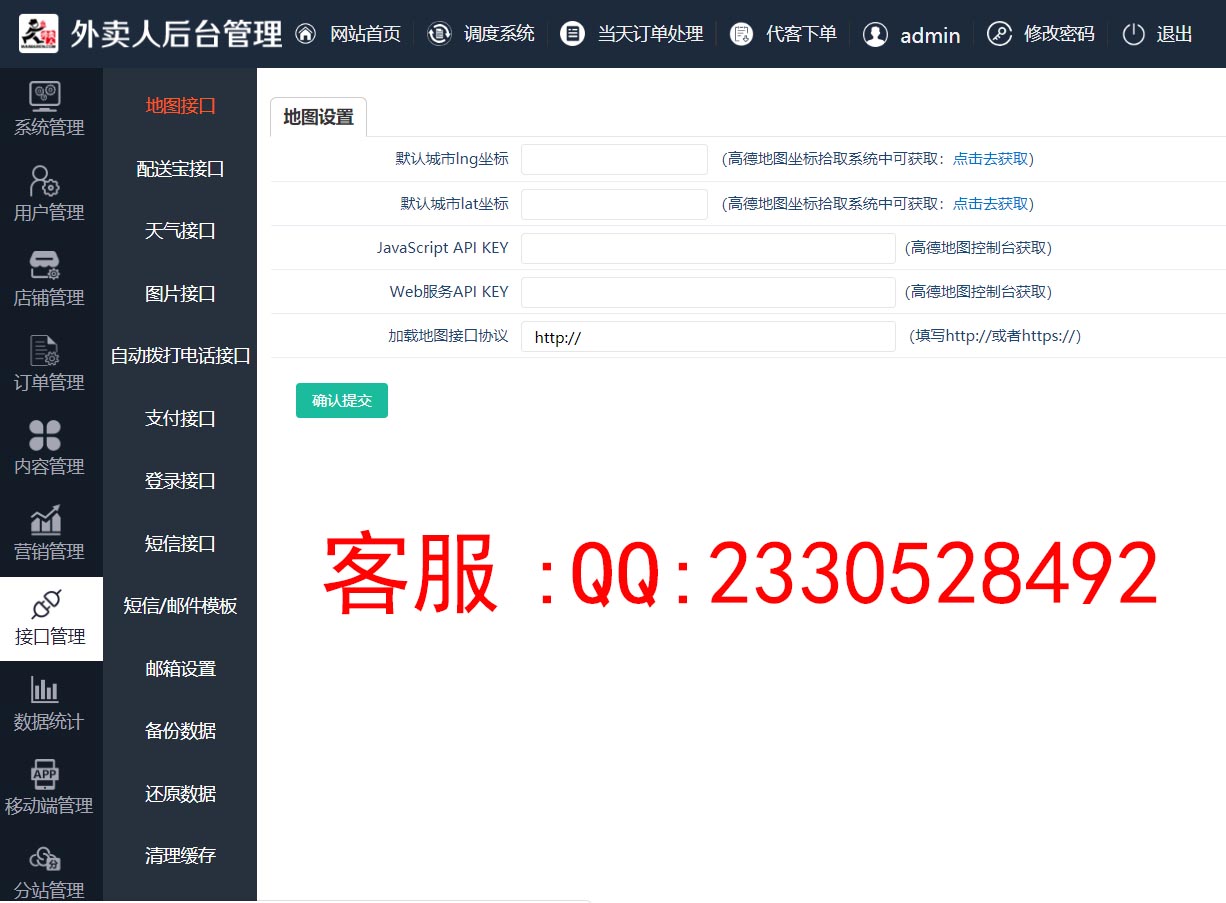 外卖人后台管理 网站首页 调度系统 当天订单处理 代客下单 admin 修改密码 退出
系统管理
用户管理
店铺管理
订单管理
内容管理
营销管理
接口管理
数据统计
APP
移动端管理
分站管理
地图接口
配送宝接口
天气接口
图片接口
自动拨打电话接口
支付接口
登录接口
短信接口
短信/邮件模板
邮箱设置
备份数据
还原数据
清理缓存
地图设置
默认城市lng坐标 (高德地图坐标拾取系统中可获取：点击去获取)
默认城市lat坐标 (高德地图坐标拾取系统中可获取：点击去获取)
JavaScript API KEY (高德地图控制台获取)
Web服务API KEY (高德地图控制台获取)
加载地图接口协议 http:// (填写http://或者https://)
确认提交
客服 :QQ:2330528492